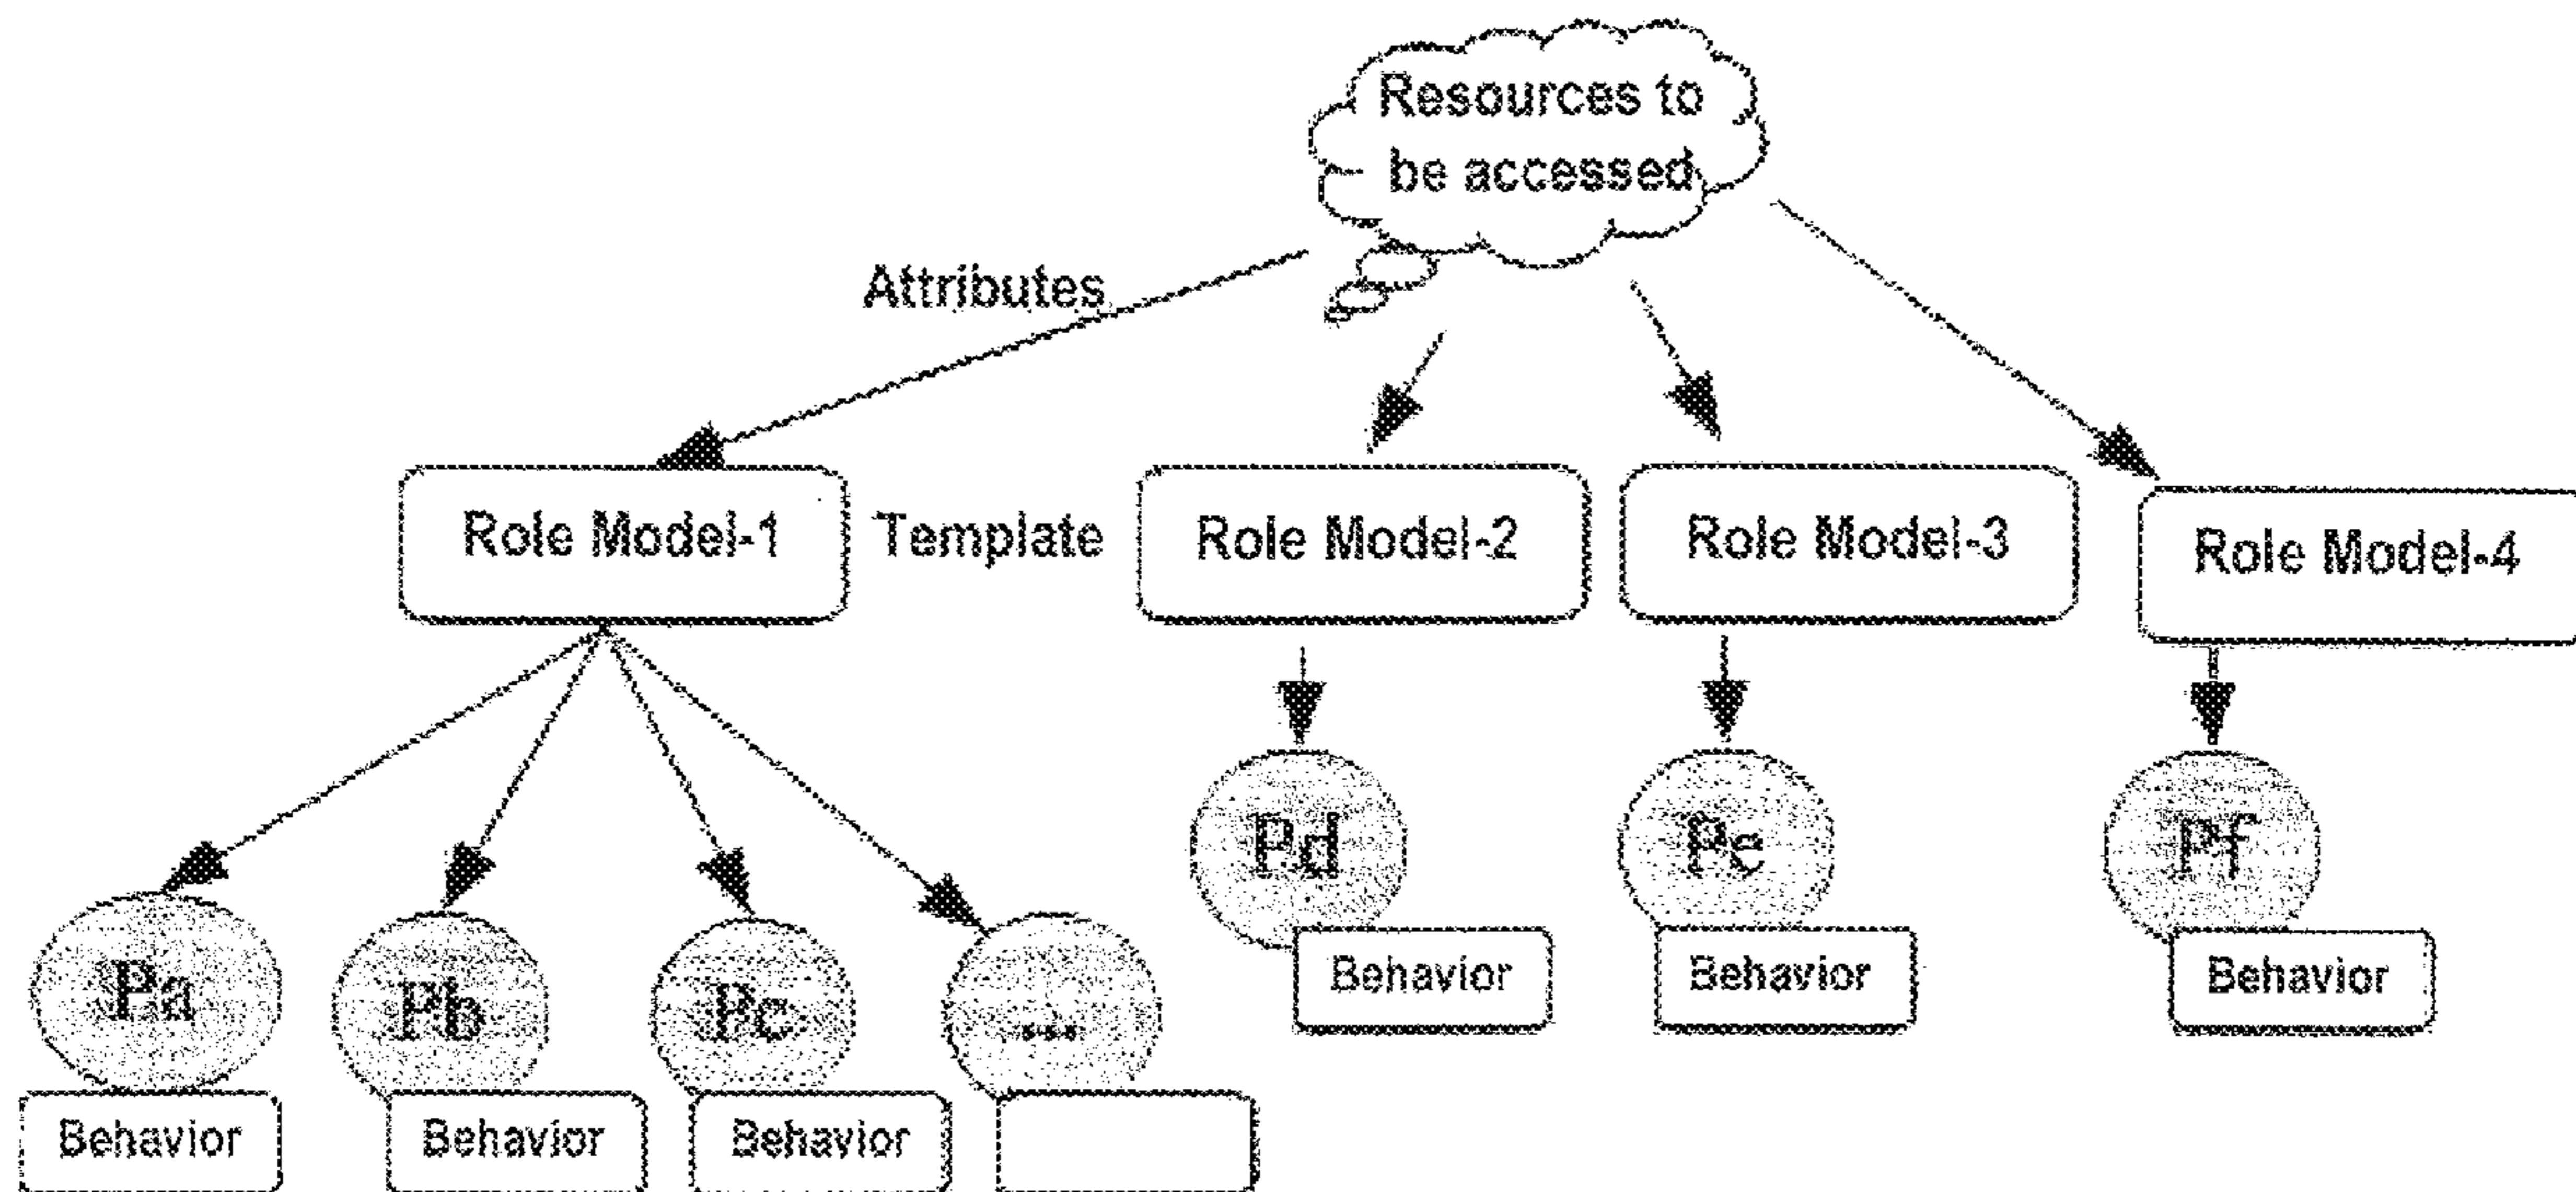 Resources to
be accessed
Attributes
Role Model-1
Template
Role Model-2
Role Model-3
Role Model-4
Pd
Pe
Pf
Behavior
Behavior
Behavior
Pa
Pb
Pc
...
Behavior
Behavior
Behavior